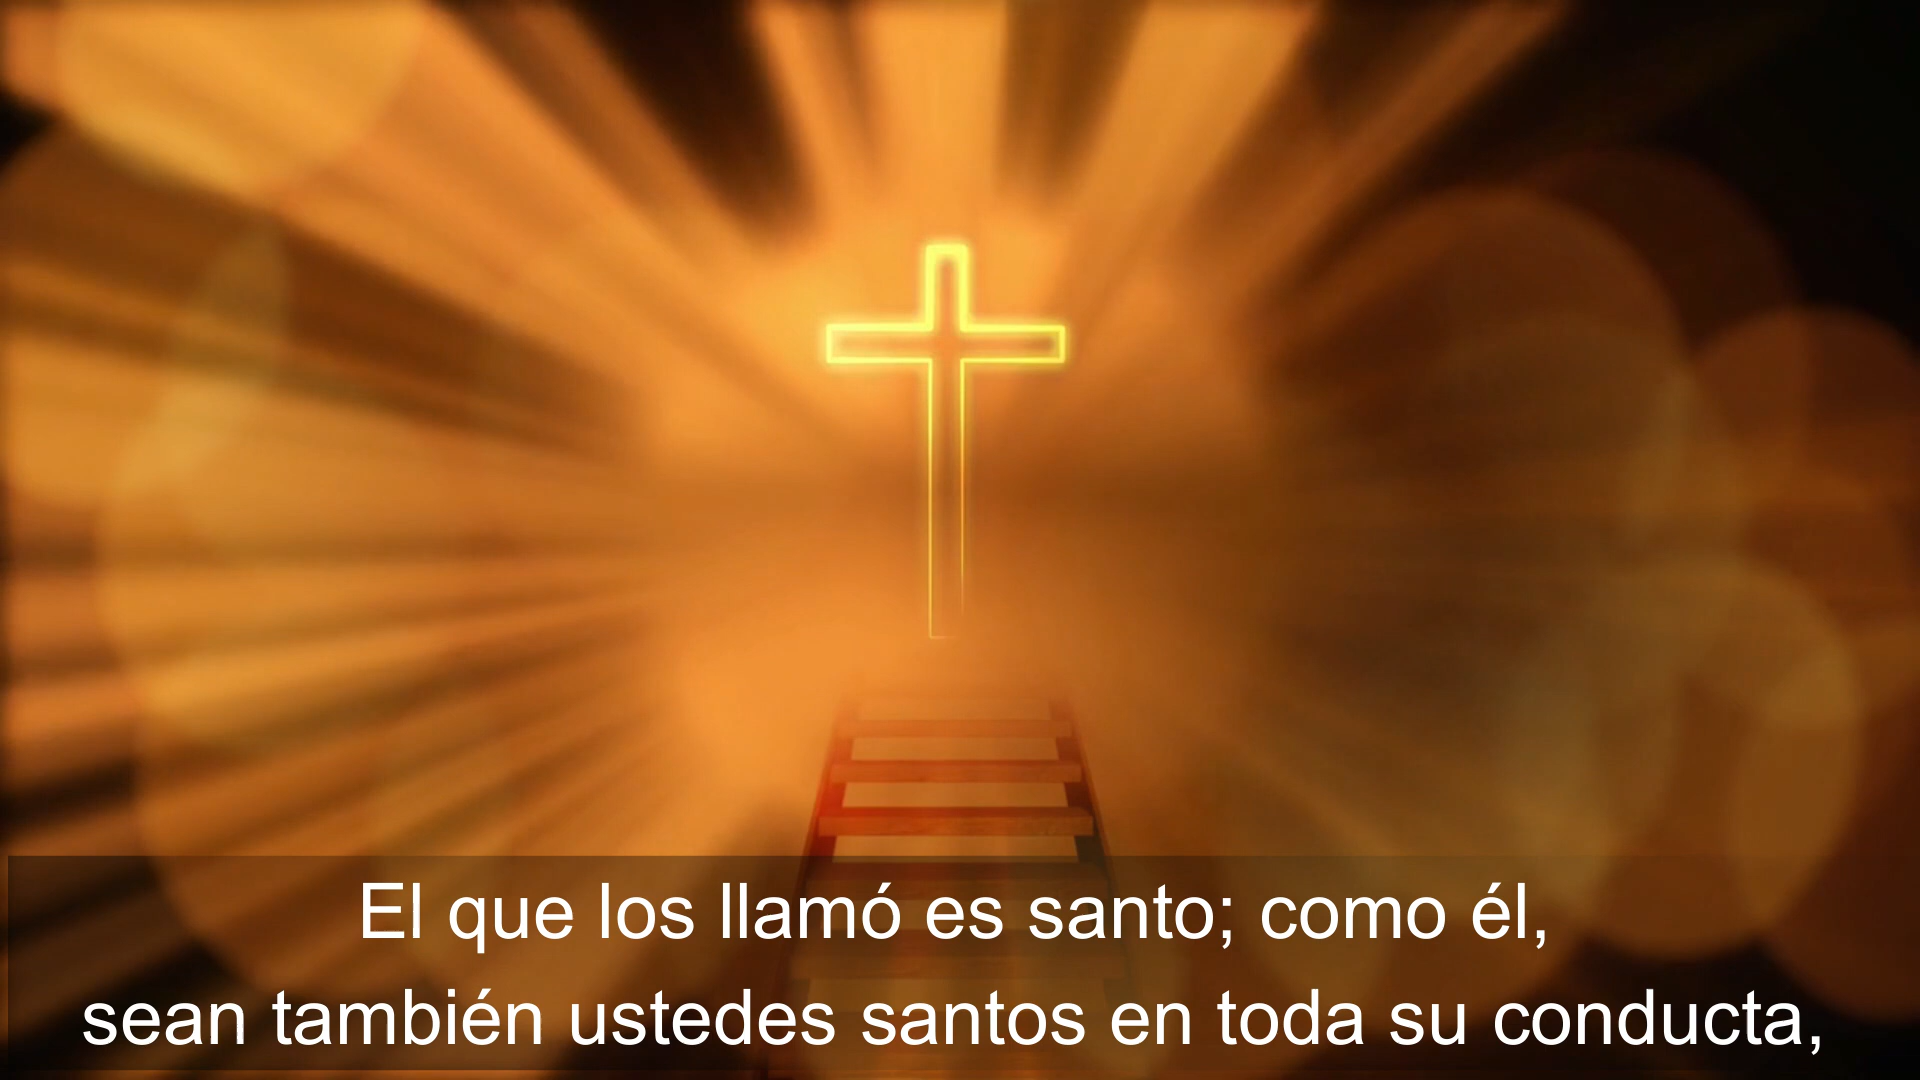 El que los llamó es santo; como él,
sean también ustedes santos en toda su conducta,